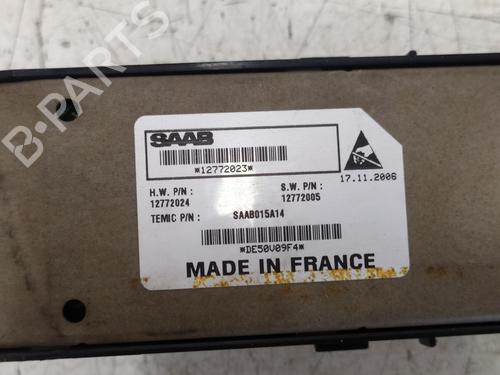 SAAB
*12772023*
17.11.2006
H.W. P/N :
12772024
S.W. P/N :
12772005
TEMIC P/N :
SAAB015A14
*DE50V09F4*
MADE IN FRANCE
B-PARTS